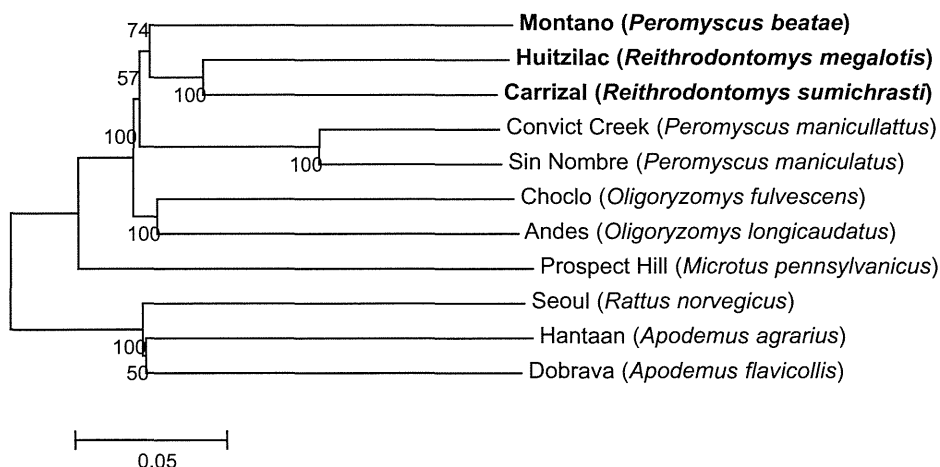 74
Montano (Peromyscus beatae)
Huitzilac (Reithrodontomys megalotis)
57
100
Carrizal (Reithrodontomys sumichrasti)
Convict Creek (Peromyscus manicullattus)
100
100
Sin Nombre (Peromyscus maniculatus)
Choclo (Oligoryzomys fulvescens)
100
Andes (Oligoryzomys longicaudatus)
Prospect Hill (Microtus pennsylvanicus)
Seoul (Rattus norvegicus)
Hantaan (Apodemus agrarius)
100
50
Dobrava (Apodemus flavicollis)
0.05